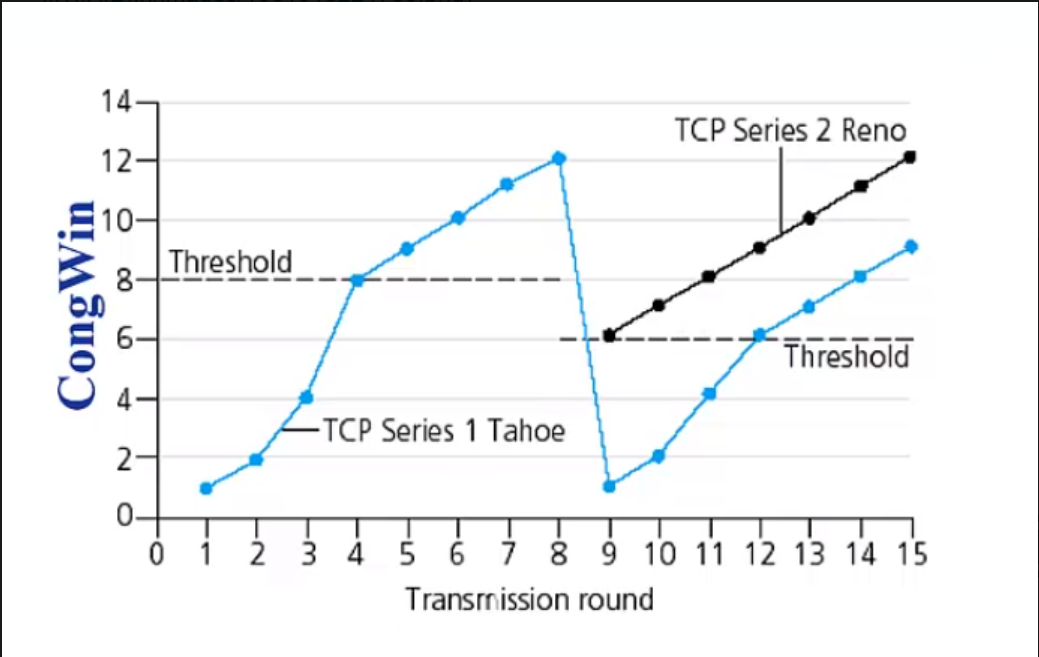 14
TCP Series 2 Reno
12
10
Threshold
8
6
Threshold
4
TCP Series 1 Tahoe
2
0
CongWin
0 1 2 3 4 5 6 7 8 9 10 11 12 13 14 15
Transmission round